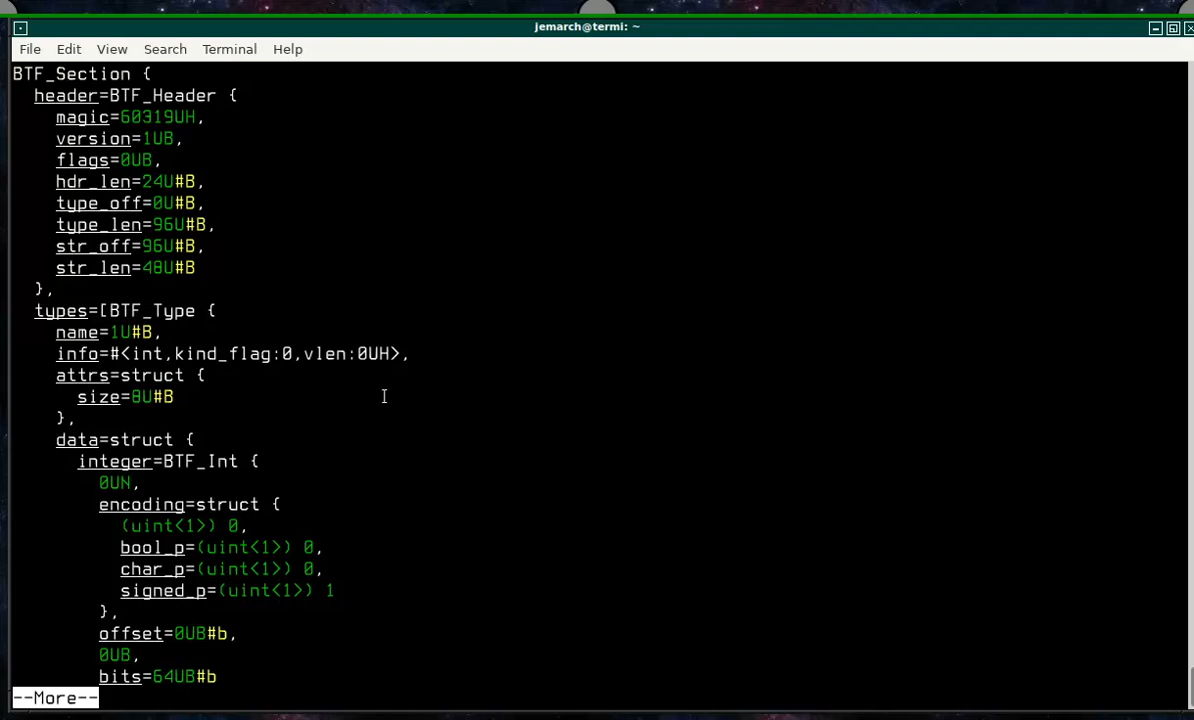 jemarch@termi: ~
File Edit View Search Terminal Help
BTF_Section {
  header=BTF_Header {
    magic=60319UH,
    version=1UB,
    flags=0UB,
    hdr_len=24U#B,
    type_off=0U#B,
    type_len=96U#B,
    str_off=96U#B,
    str_len=48U#B
  },
  types=[BTF_Type {
    name=1U#B,
    info=#<int,kind_flag:0,vlen:0UH>,
    attrs=struct {
      size=8U#B
    },
    data=struct {
      integer=BTF_Int {
        0UN,
        encoding=struct {
          (uint<1>) 0,
          bool_p=(uint<1>) 0,
          char_p=(uint<1>) 0,
          signed_p=(uint<1>) 1
        },
        offset=0UB#b,
        0UB,
        bits=64UB#b
--More--